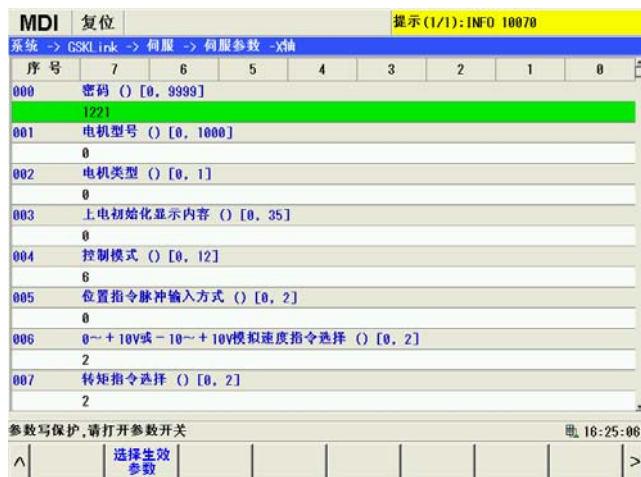 MDI 复位 提示(1/1):INFO 10070
系统 -> GSKLink -> 伺服 -> 伺服参数 -X轴
序 号 7 6 5 4 3 2 1 0
000 密码 () [0, 9999]
1221
001 电机型号 () [0, 1000]
0
002 电机类型 () [0, 1]
0
003 上电初始化显示内容 () [0, 35]
0
004 控制模式 () [0, 12]
6
005 位置指令脉冲输入方式 () [0, 2]
0
006 0～+10V或-10～+10V模拟速度指令选择 () [0, 2]
2
007 转矩指令选择 () [0, 2]
2
参数写保护,请打开参数开关 16:25:06
^ 选择生效 >
参数